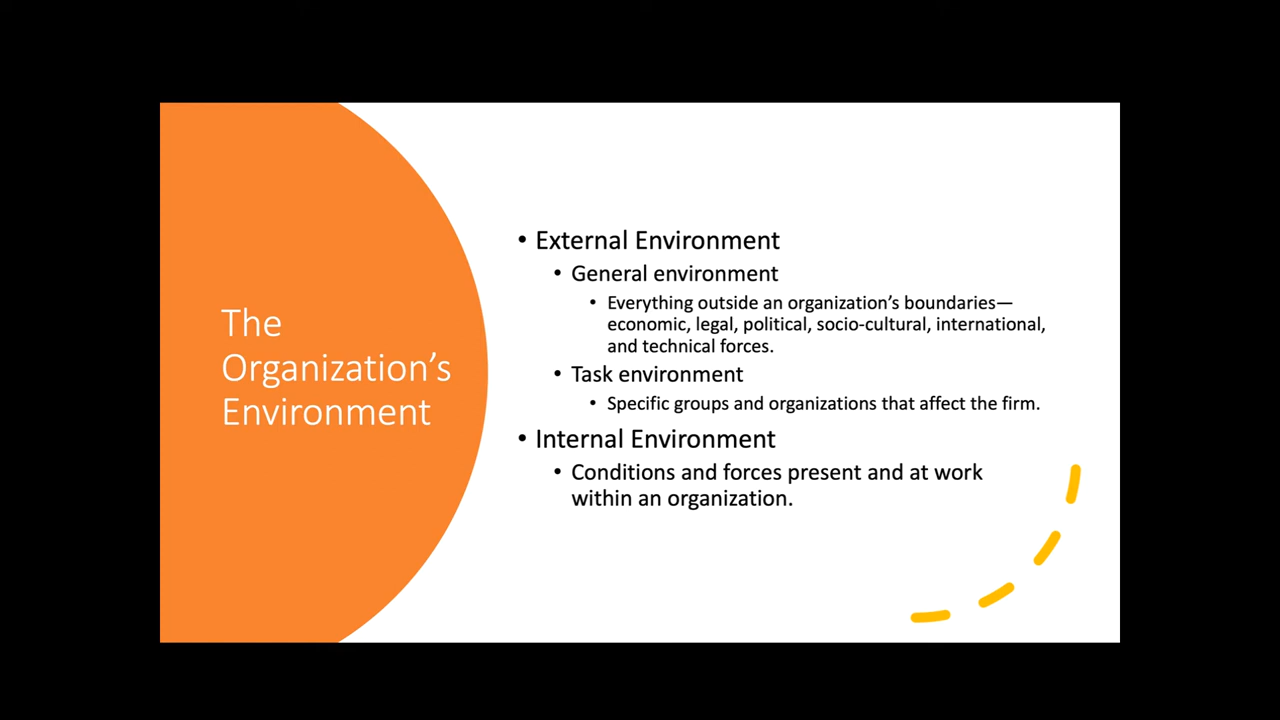 The
Organization’s
Environment
• External Environment
• General environment
• Everything outside an organization’s boundaries—
economic, legal, political, socio-cultural, international,
and technical forces.
• Task environment
• Specific groups and organizations that affect the firm.
• Internal Environment
• Conditions and forces present and at work
within an organization.